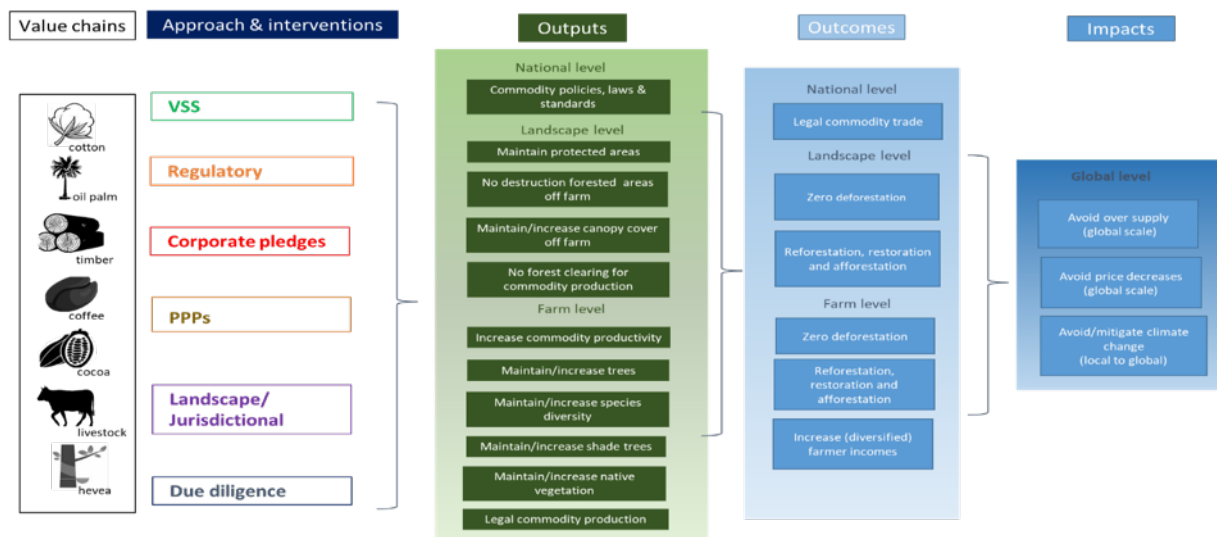 Value chains
Approach & interventions
Outputs
Outcomes
Impacts
cotton
oil palm
timber
coffee
cocoa
livestock
hevea
VSS
Regulatory
Corporate pledges
PPPs
Landscape/
Jurisdictional
Due diligence
National level
Commodity policies, laws &
standards
Landscape level
Maintain protected areas
No destruction forested areas
off farm
Maintain/increase canopy cover
off farm
No forest clearing for
commodity production
Farm level
Increase commodity productivity
Maintain/increase trees
Maintain/increase species
diversity
Maintain/increase shade trees
Maintain/increase native
vegetation
Legal commodity production
National level
Legal commodity trade
Landscape level
Zero deforestation
Reforestation, restoration
and afforestation
Farm level
Zero deforestation
Reforestation,
restoration and
afforestation
Increase (diversified)
farmer incomes
Global level
Avoid over supply
(global scale)
Avoid price decreases
(global scale)
Avoid/mitigate climate
change
(local to global)